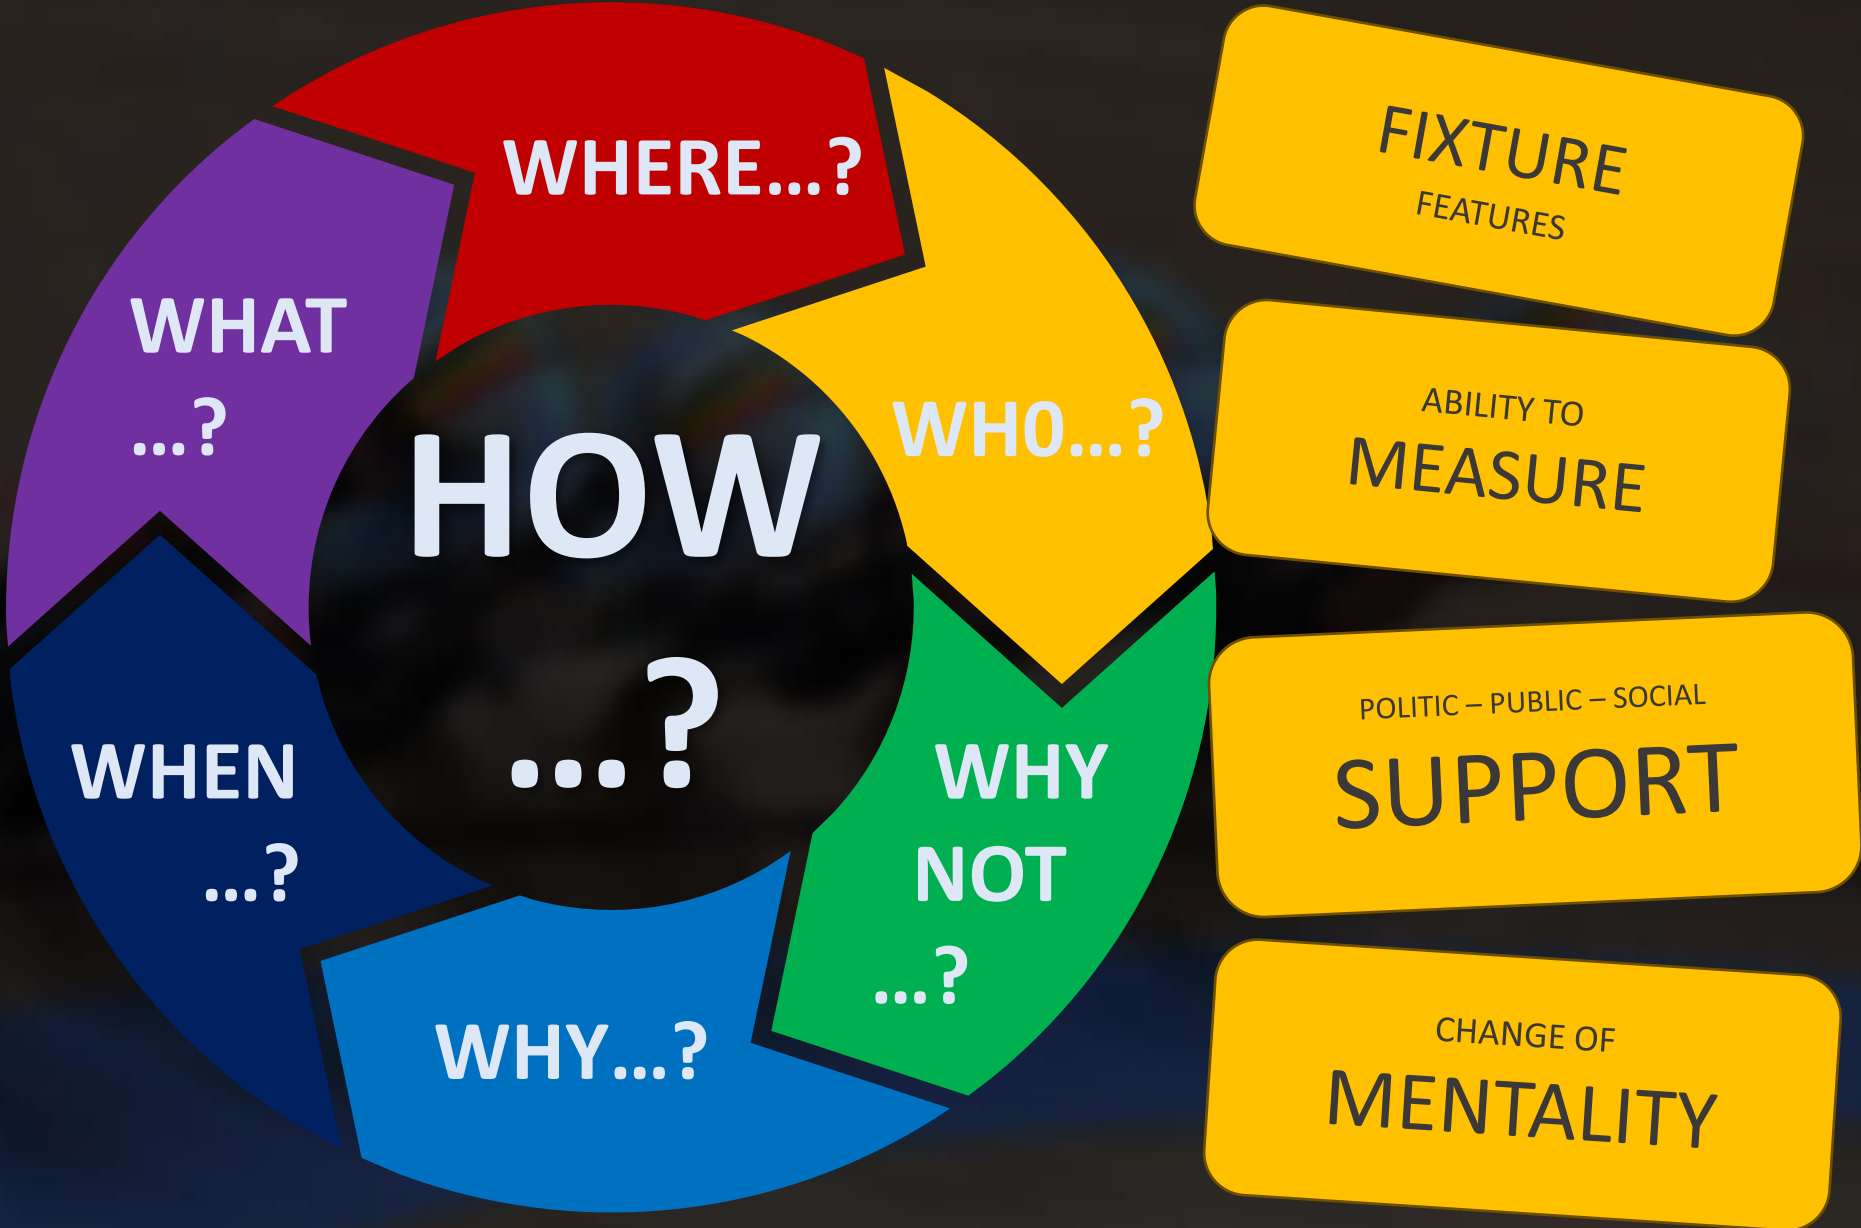 WHERE...?
WHAT
...?
WH0...?
HOW
...?
WHEN
...?
WHY
NOT
...?
WHY...?
FIXTURE
FEATURES
ABILITY TO
MEASURE
POLITIC – PUBLIC – SOCIAL
SUPPORT
CHANGE OF
MENTALITY